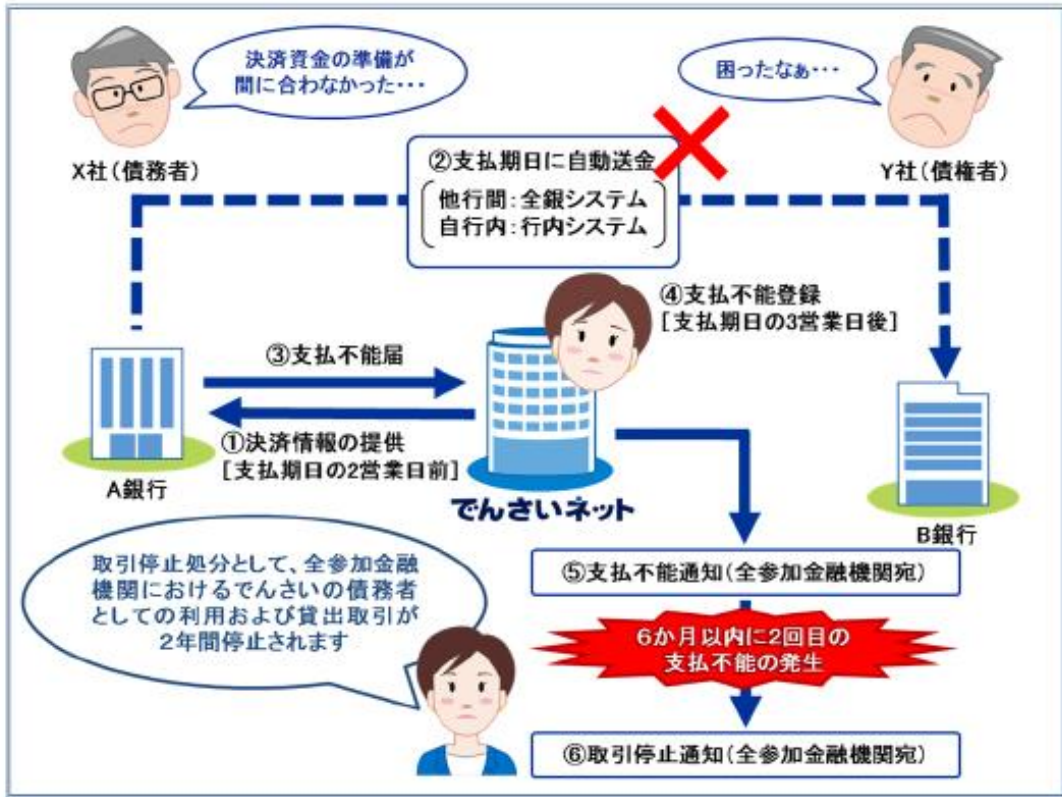 決済資金の準備が
間に合わなかった・・・
困ったなぁ・・・
X社(債務者)
Y社(債権者)
②支払期日に自動送金
他行間:全銀システム
自行内:行内システム
④支払不能登録
[支払期日の3営業日後]
③支払不能届
①決済情報の提供
[支払期日の2営業日前]
A銀行
でんさいネット
B銀行
取引停止処分として、全参加金融
機関におけるでんさいの債務者
としての利用および貸出取引が
2年間停止されます
⑤支払不能通知(全参加金融機関宛)
6か月以内に2回目の
支払不能の発生
⑥取引停止通知(全参加金融機関宛)